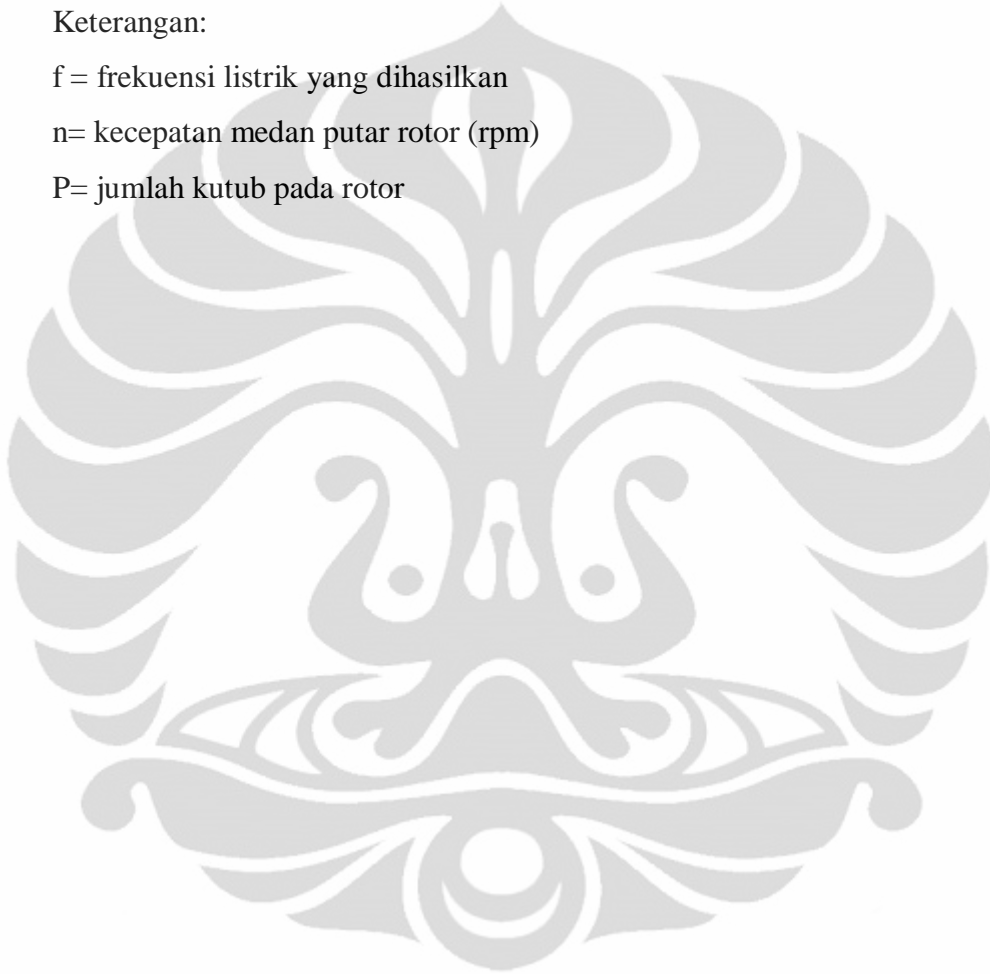 Keterangan:
f = frekuensi listrik yang dihasilkan
n= kecepatan medan putar rotor (rpm)
P= jumlah kutub pada rotor